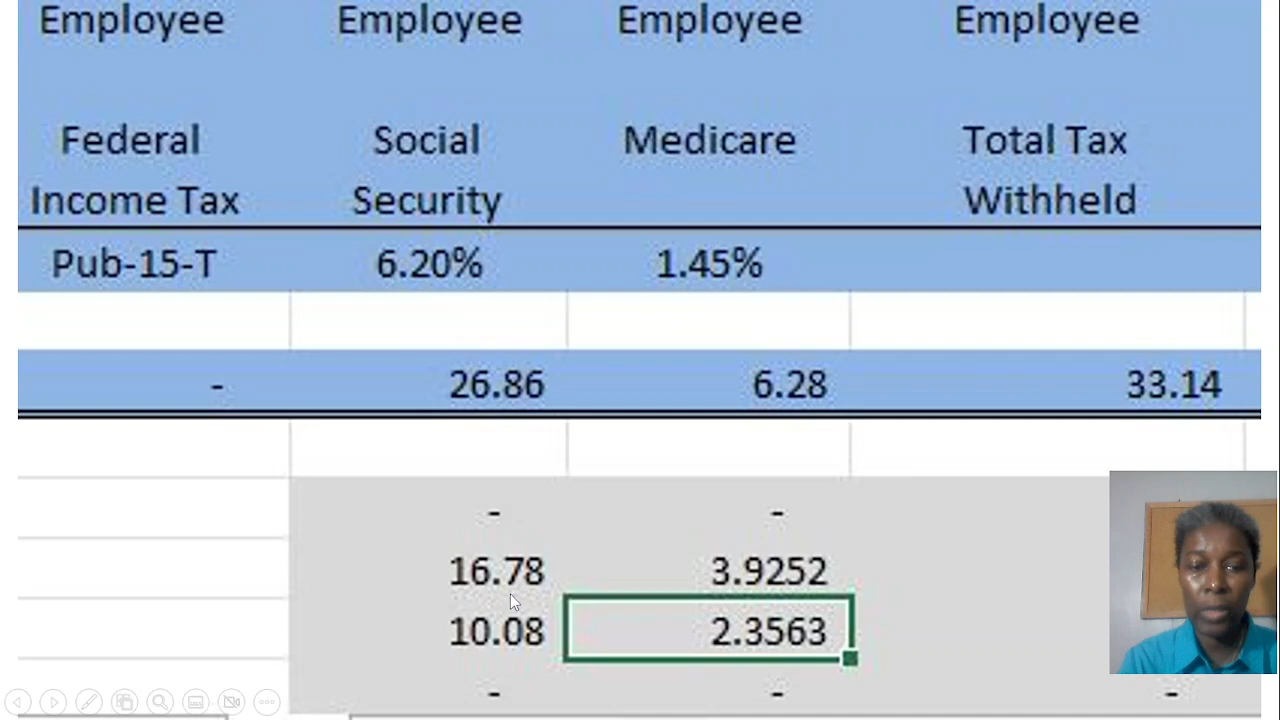 Employee Employee Employee Employee
Federal Social Medicare Total Tax
Income Tax Security Withheld
Pub-15-T 6.20% 1.45%
- 26.86 6.28 33.14
- -
16.78 3.9252
10.08 2.3563
- - -